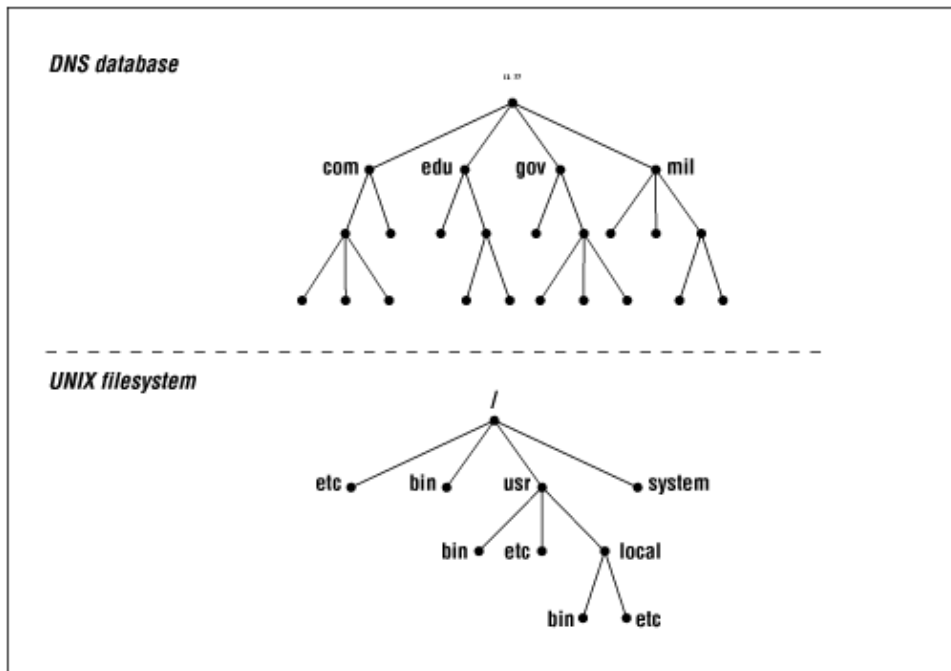 DNS database
" "
com edu gov mil
UNIX filesystem
/
etc bin usr system
bin etc local
bin etc